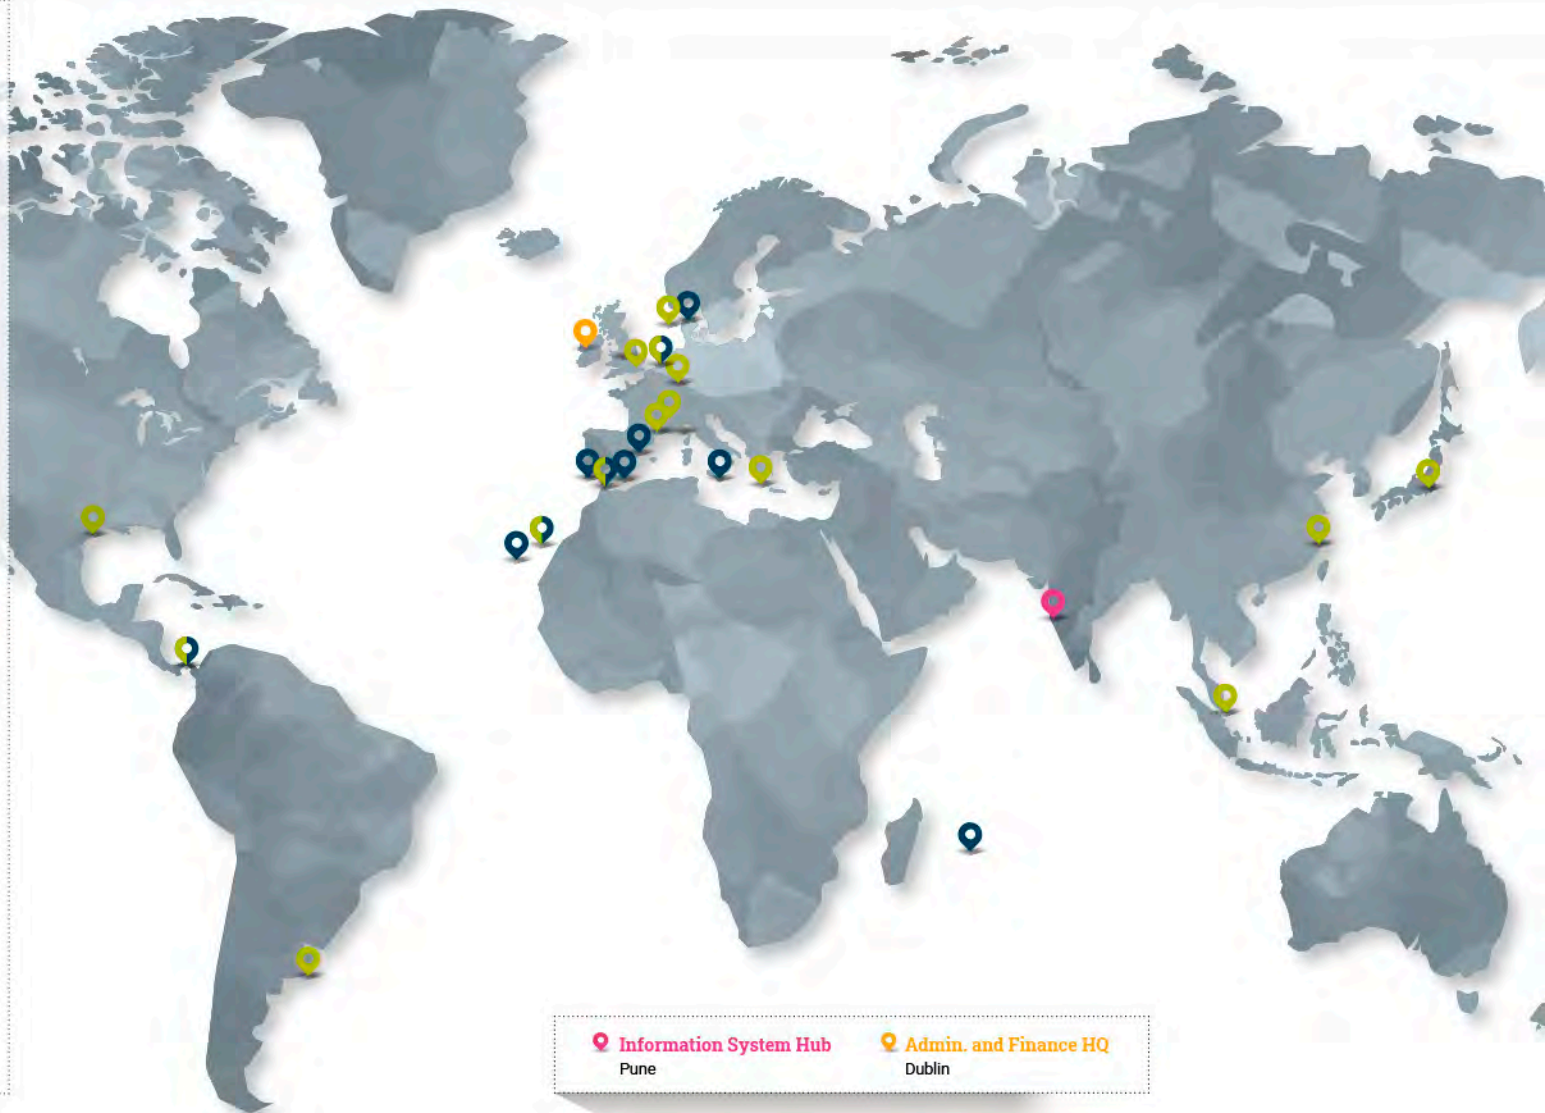 Information System Hub
Pune
Admin. and Finance HQ
Dublin